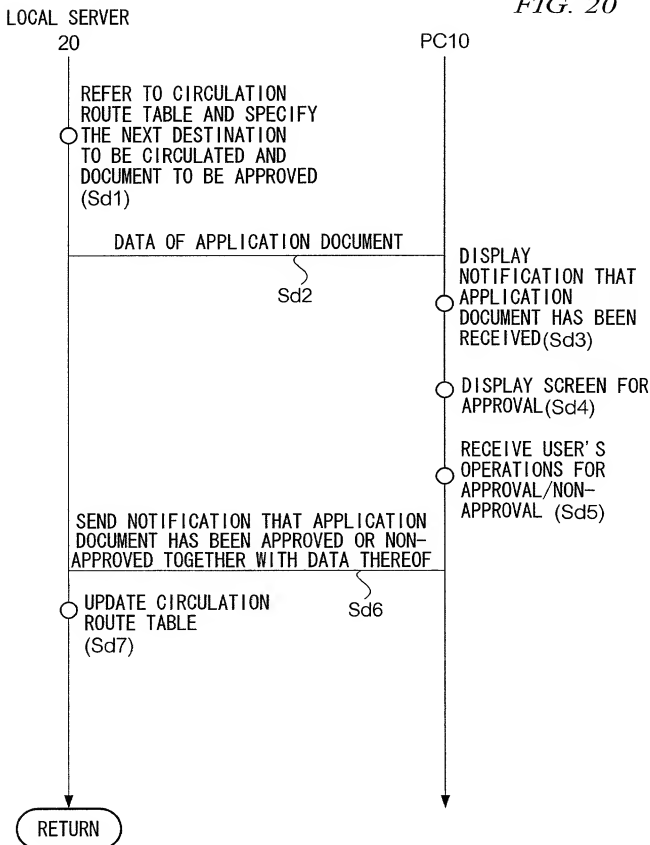 FIG. 20
LOCAL SERVER
20
PC10
REFER TO CIRCULATION
ROUTE TABLE AND SPECIFY
THE NEXT DESTINATION
TO BE CIRCULATED AND
DOCUMENT TO BE APPROVED
(Sd1)
DATA OF APPLICATION DOCUMENT
Sd2
DISPLAY
NOTIFICATION THAT
APPLICATION
DOCUMENT HAS BEEN
RECEIVED(Sd3)
DISPLAY SCREEN FOR
APPROVAL(Sd4)
RECEIVE USER'S
OPERATIONS FOR
APPROVAL/NON-
APPROVAL (Sd5)
SEND NOTIFICATION THAT APPLICATION
DOCUMENT HAS BEEN APPROVED OR NON-
APPROVED TOGETHER WITH DATA THEREOF
Sd6
UPDATE CIRCULATION
ROUTE TABLE
(Sd7)
RETURN